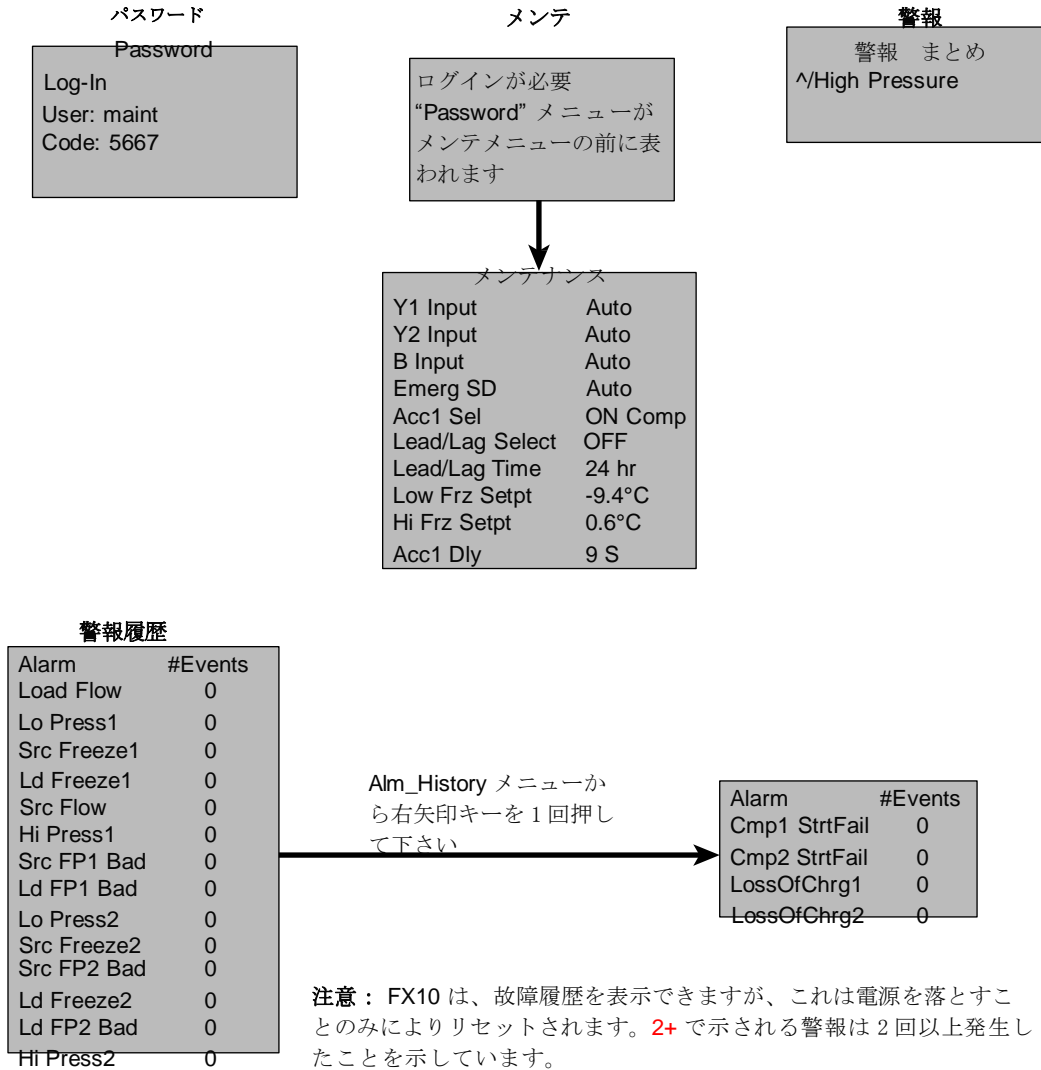 パスワード
Password
Log-In
User: maint
Code: 5667
メンテ
ログインが必要
“Password” メニューが
メンテメニューの前に表
われます
警報
警報　まとめ
^/High Pressure
メンテナンス
Y1 Input Auto
Y2 Input Auto
B Input Auto
Emerg SD Auto
Acc1 Sel ON Comp
Lead/Lag Select OFF
Lead/Lag Time 24 hr
Low Frz Setpt -9.4°C
Hi Frz Setpt 0.6°C
Acc1 Dly 9 S
警報履歴
Alarm #Events
Load Flow 0
Lo Press1 0
Src Freeze1 0
Ld Freeze1 0
Src Flow 0
Hi Press1 0
Src FP1 Bad 0
Ld FP1 Bad 0
Lo Press2 0
Src Freeze2 0
Src FP2 Bad 0
Ld Freeze2 0
Ld FP2 Bad 0
Hi Press2 0
Alm_History メニューか
ら右矢印キーを 1 回押し
て下さい
Alarm #Events
Cmp1 StrtFail 0
Cmp2 StrtFail 0
LossOfChrg1 0
LossOfChrg2 0
注意： FX10 は、故障履歴を表示できますが、これは電源を落とすこ
とのみによりリセットされます。2+ で示される警報は 2 回以上発生し
たことを示しています。